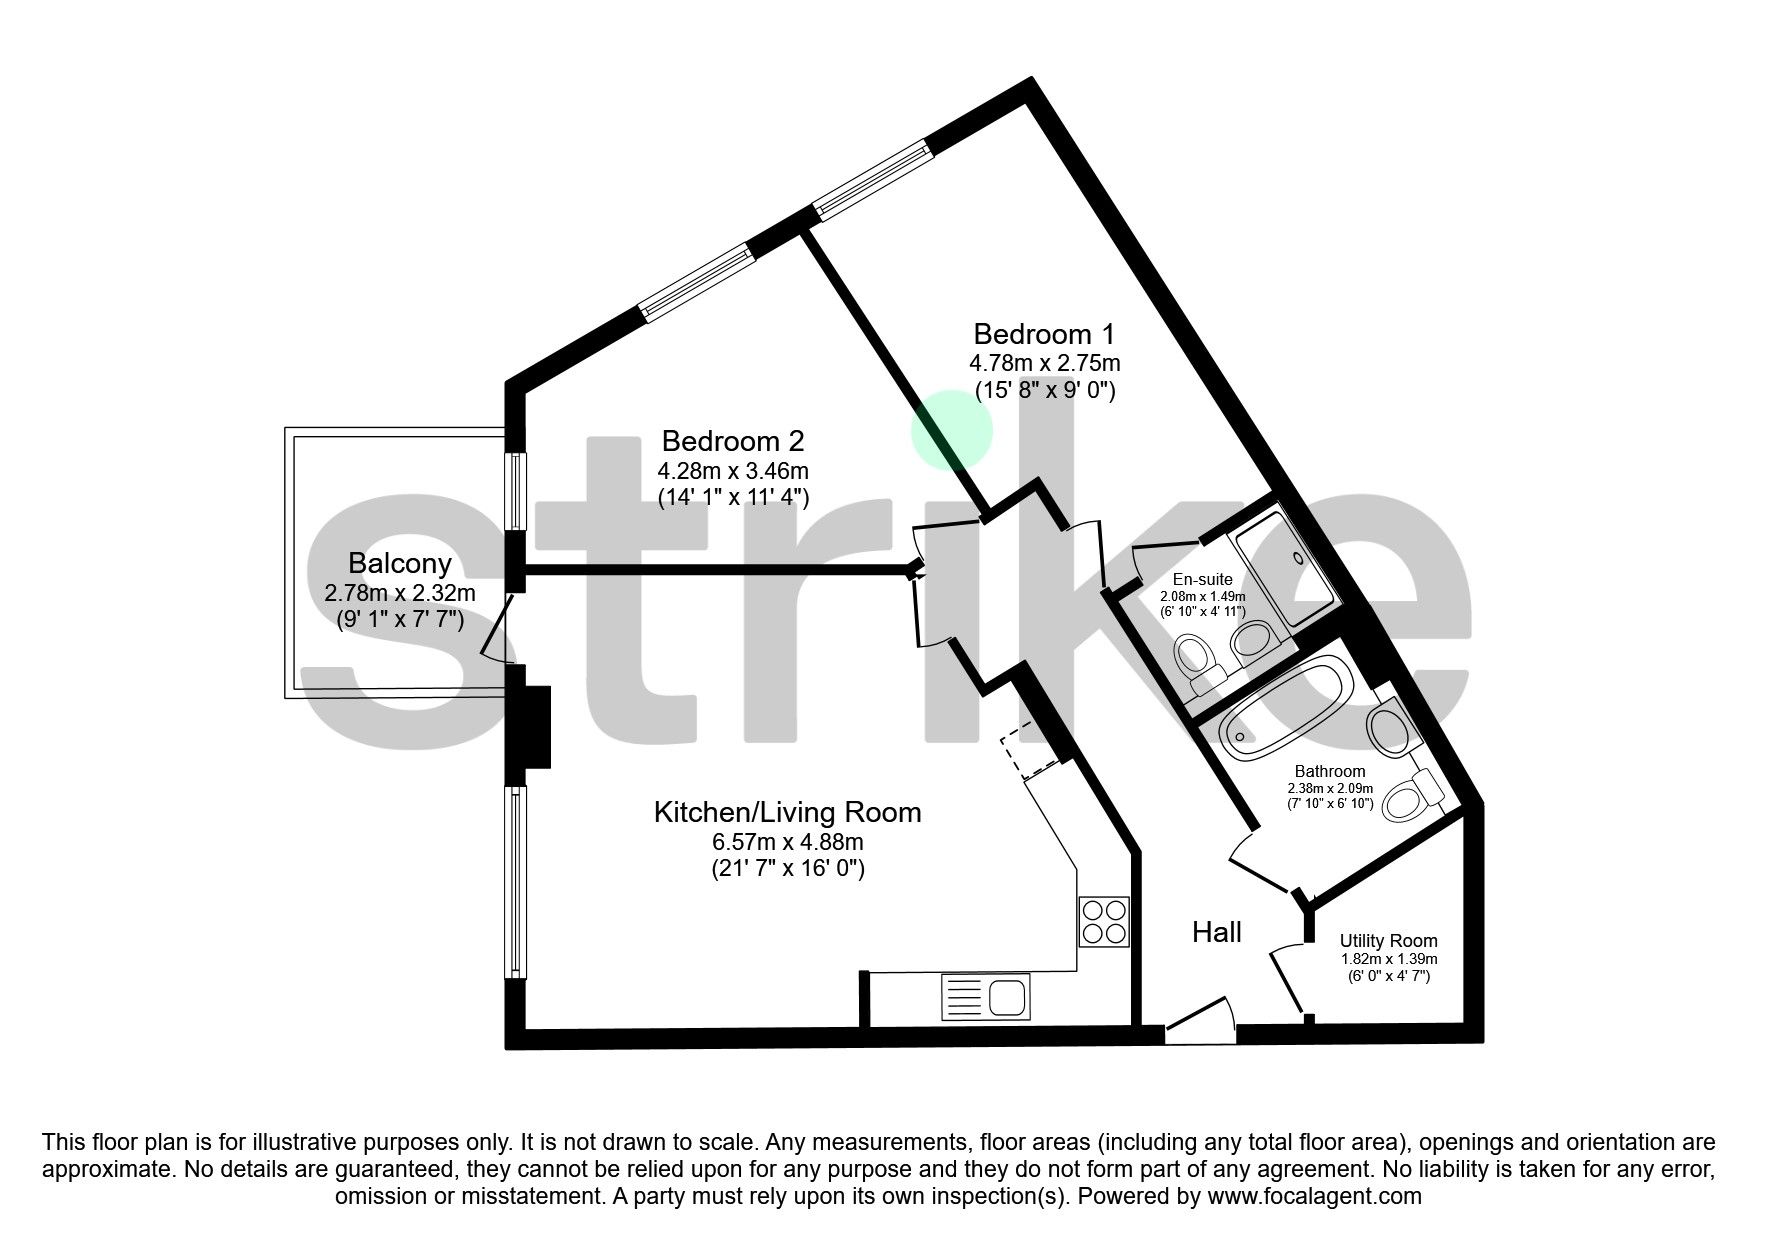 Bedroom 1
4.78m x 2.75m
(15' 8" x 9' 0")
Bedroom 2
4.28m x 3.46m
(14' 1" x 11' 4")
Balcony
2.78m x 2.32m
(9' 1" x 7' 7")
En-suite
2.08m x 1.49m
(6' 10" x 4' 11")
strike
Bathroom
2.38m x 2.09m
(7' 10" x 6' 10")
Kitchen/Living Room
6.57m x 4.88m
(21' 7" x 16' 0")
Hall
Utility Room
1.82m x 1.39m
(6' 0" x 4' 7")
This floor plan is for illustrative purposes only. It is not drawn to scale. Any measurements, floor areas (including any total floor area), openings and orientation are
approximate. No details are guaranteed, they cannot be relied upon for any purpose and they do not form part of any agreement. No liability is taken for any error,
omission or misstatement. A party must rely upon its own inspection(s). Powered by www.focalagent.com